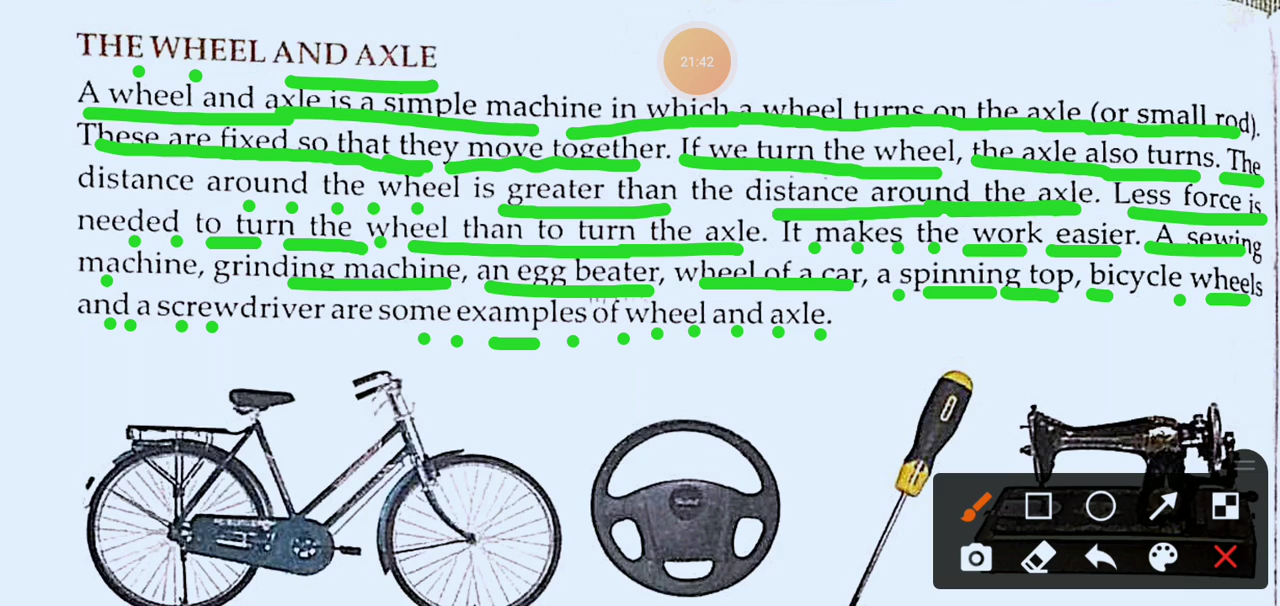 THE WHEEL AND AXLE
21:42
A wheel and axle is a simple machine in which a wheel turns on the axle (or small rod).
These are fixed so that they move together. If we turn the wheel, the axle also turns. The
distance around the wheel is greater than the distance around the axle. Less force is
needed to turn the wheel than to turn the axle. It makes the work easier. A sewing
machine, grinding machine, an egg beater, wheel of a car, a spinning top, bicycle wheels
and a screwdriver are some examples of wheel and axle.